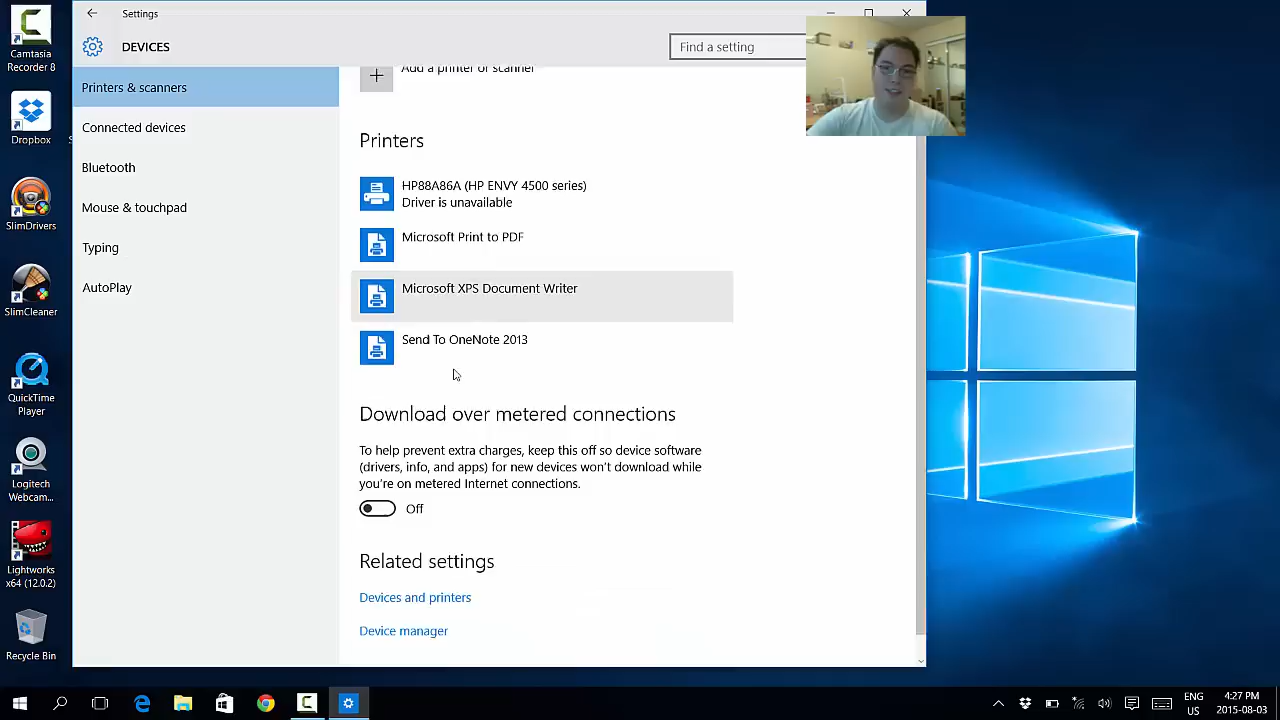 Settings
DEVICES
Find a setting
Printers & scanners
Connected devices
Bluetooth
Mouse & touchpad
Typing
AutoPlay
Add a printer or scanner
Printers
HP88A86A (HP ENVY 4500 series)
Driver is unavailable
Microsoft Print to PDF
Microsoft XPS Document Writer
Send To OneNote 2013
Download over metered connections
To help prevent extra charges, keep this off so device software
(drivers, info, and apps) for new devices won't download while
you're on metered Internet connections.
Off
Related settings
Devices and printers
Device manager
Camtasia
Recorder 8
Dropbox
SlimDrivers
SlimCleaner
QuickTime
Player
Logitech
Webcam...
Lightworks
x64 (12.0.2)
Recycle Bin
ENG
US
4:27 PM
2015-08-03